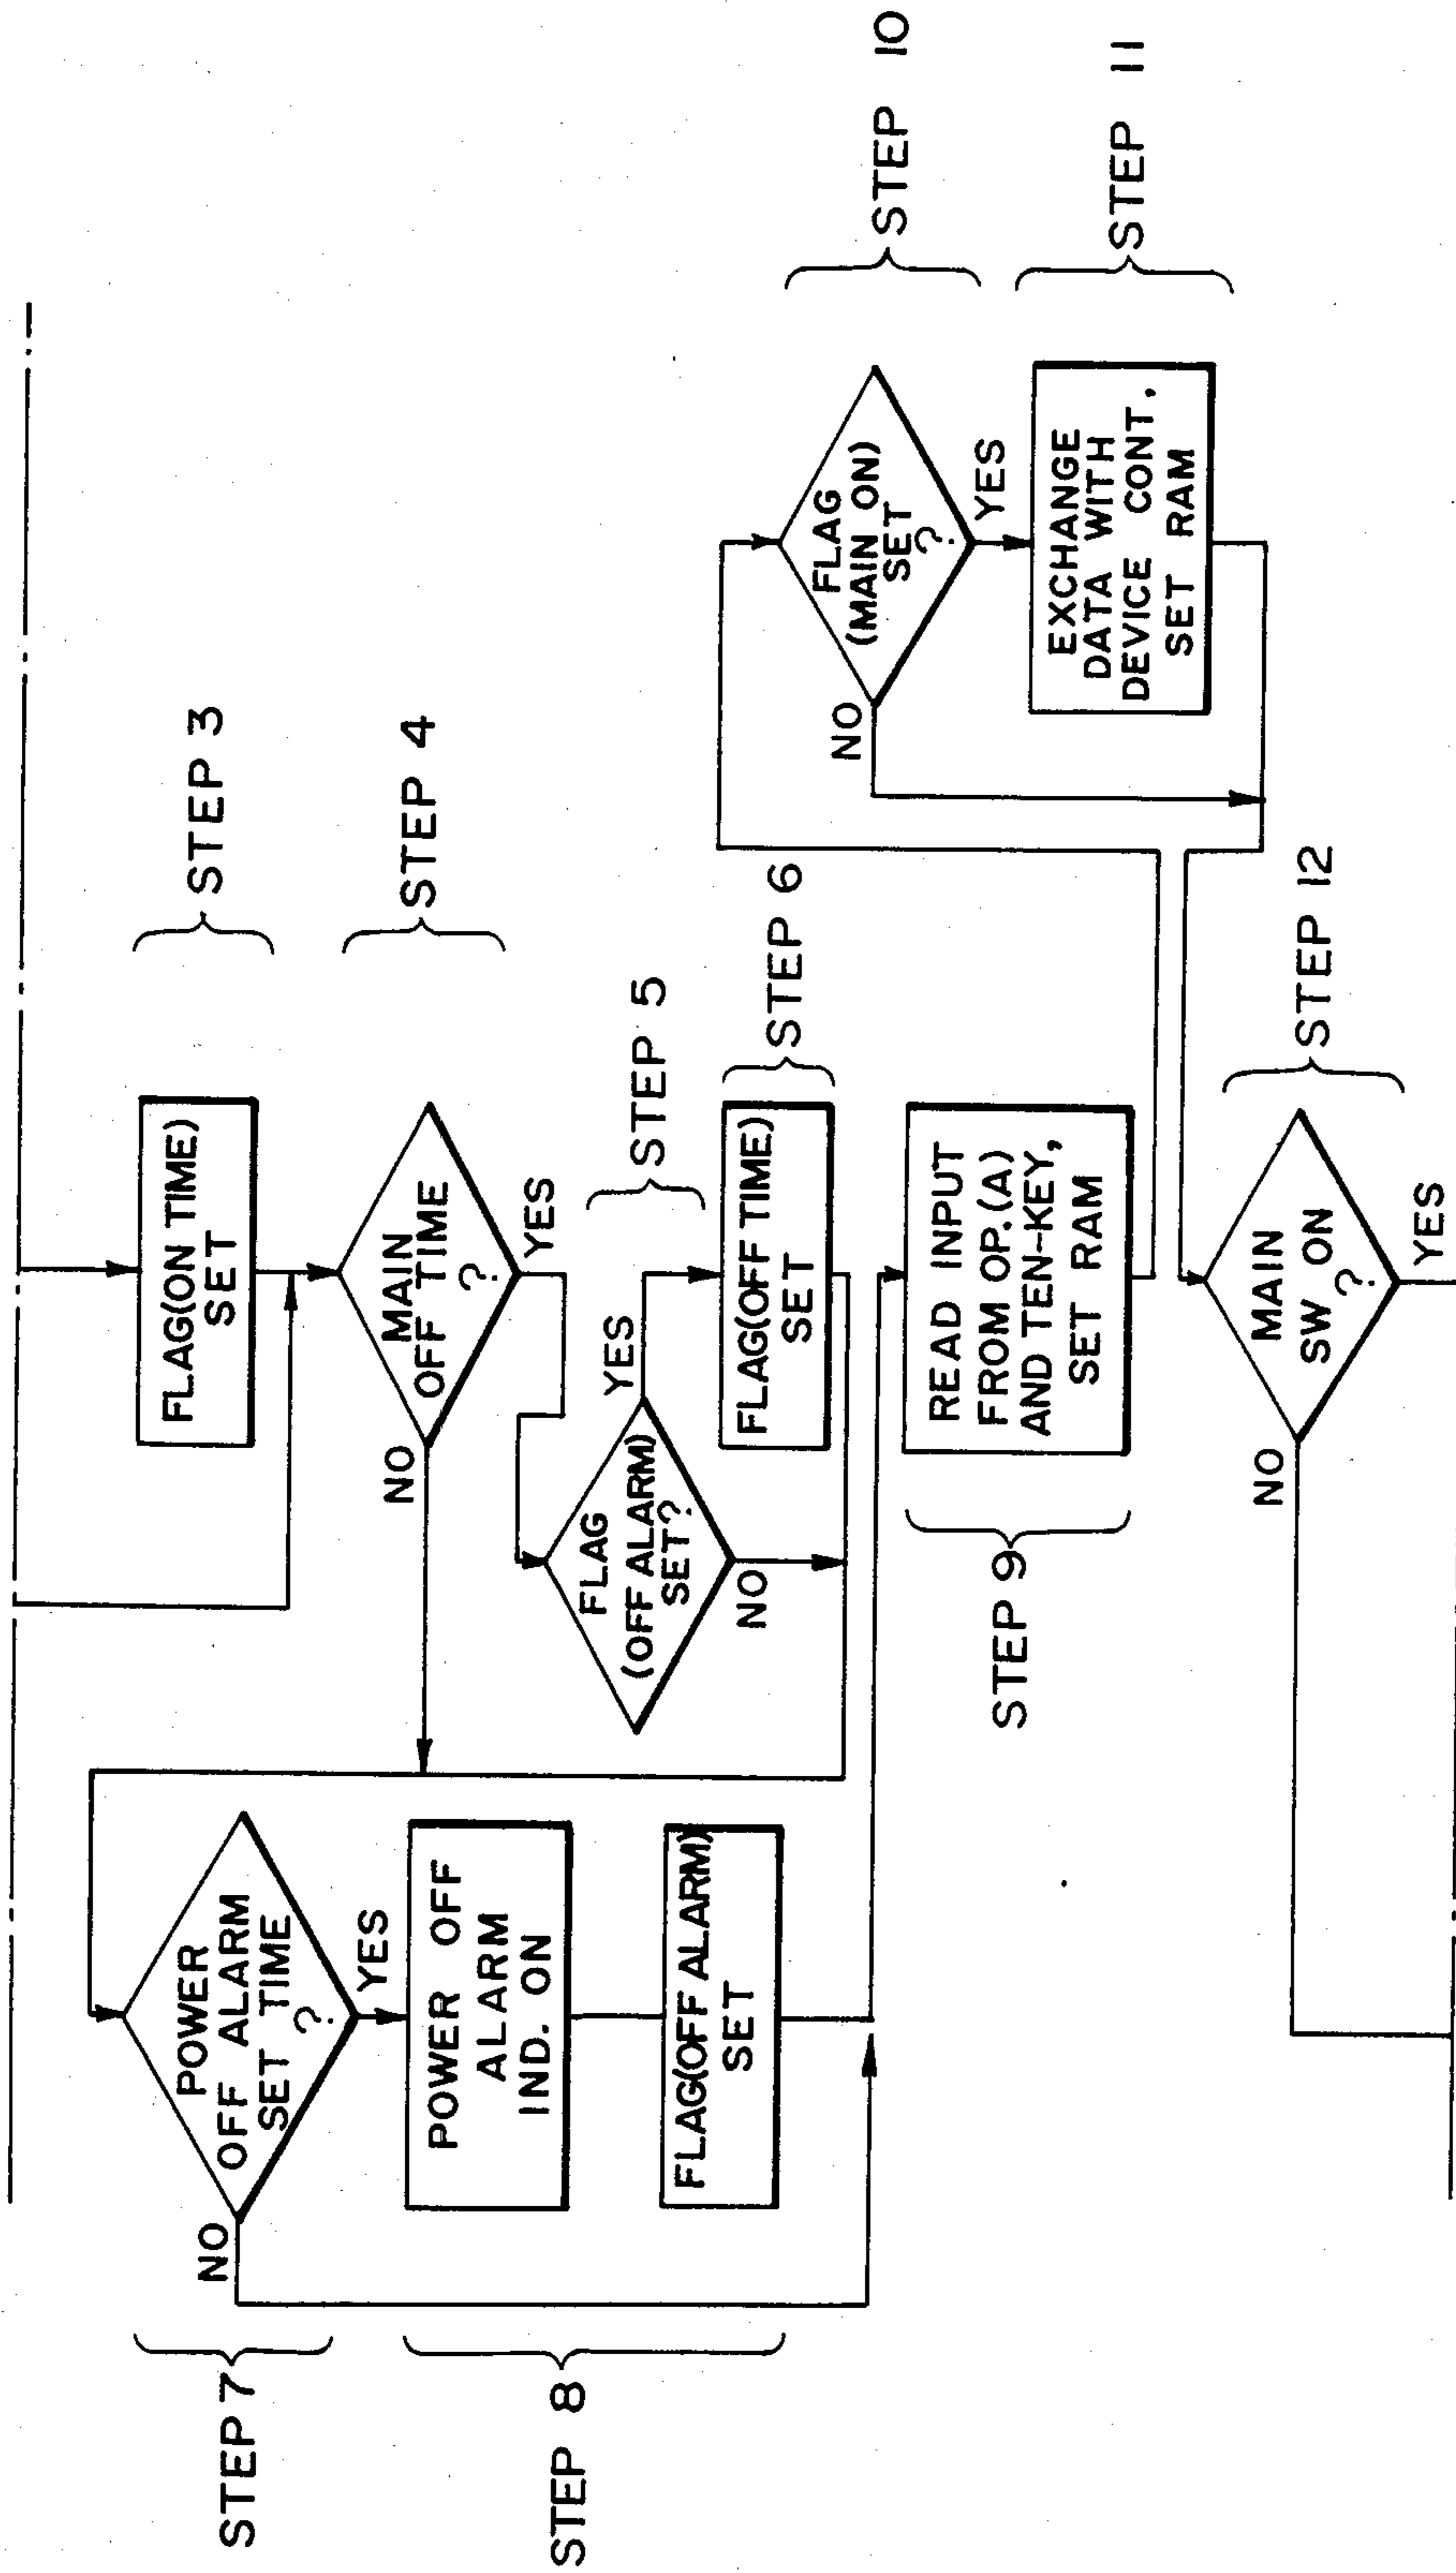 FLAG(ON TIME)
SET
STEP 3
MAIN
OFF TIME
?
YES
NO
STEP 4
FLAG
(OFF ALARM)
SET?
YES
NO
STEP 5
FLAG(OFF TIME)
SET
STEP 6
STEP 7
POWER
OFF ALARM
SET TIME
?
YES
NO
STEP 8
POWER OFF
ALARM
IND. ON
FLAG(OFF ALARM)
SET
STEP 9
READ INPUT
FROM OP.(A)
AND TEN-KEY,
SET RAM
FLAG
(MAIN ON)
SET
?
YES
NO
STEP 10
EXCHANGE
DATA WITH
DEVICE CONT,
SET RAM
STEP 11
MAIN
SW ON
?
YES
NO
STEP 12